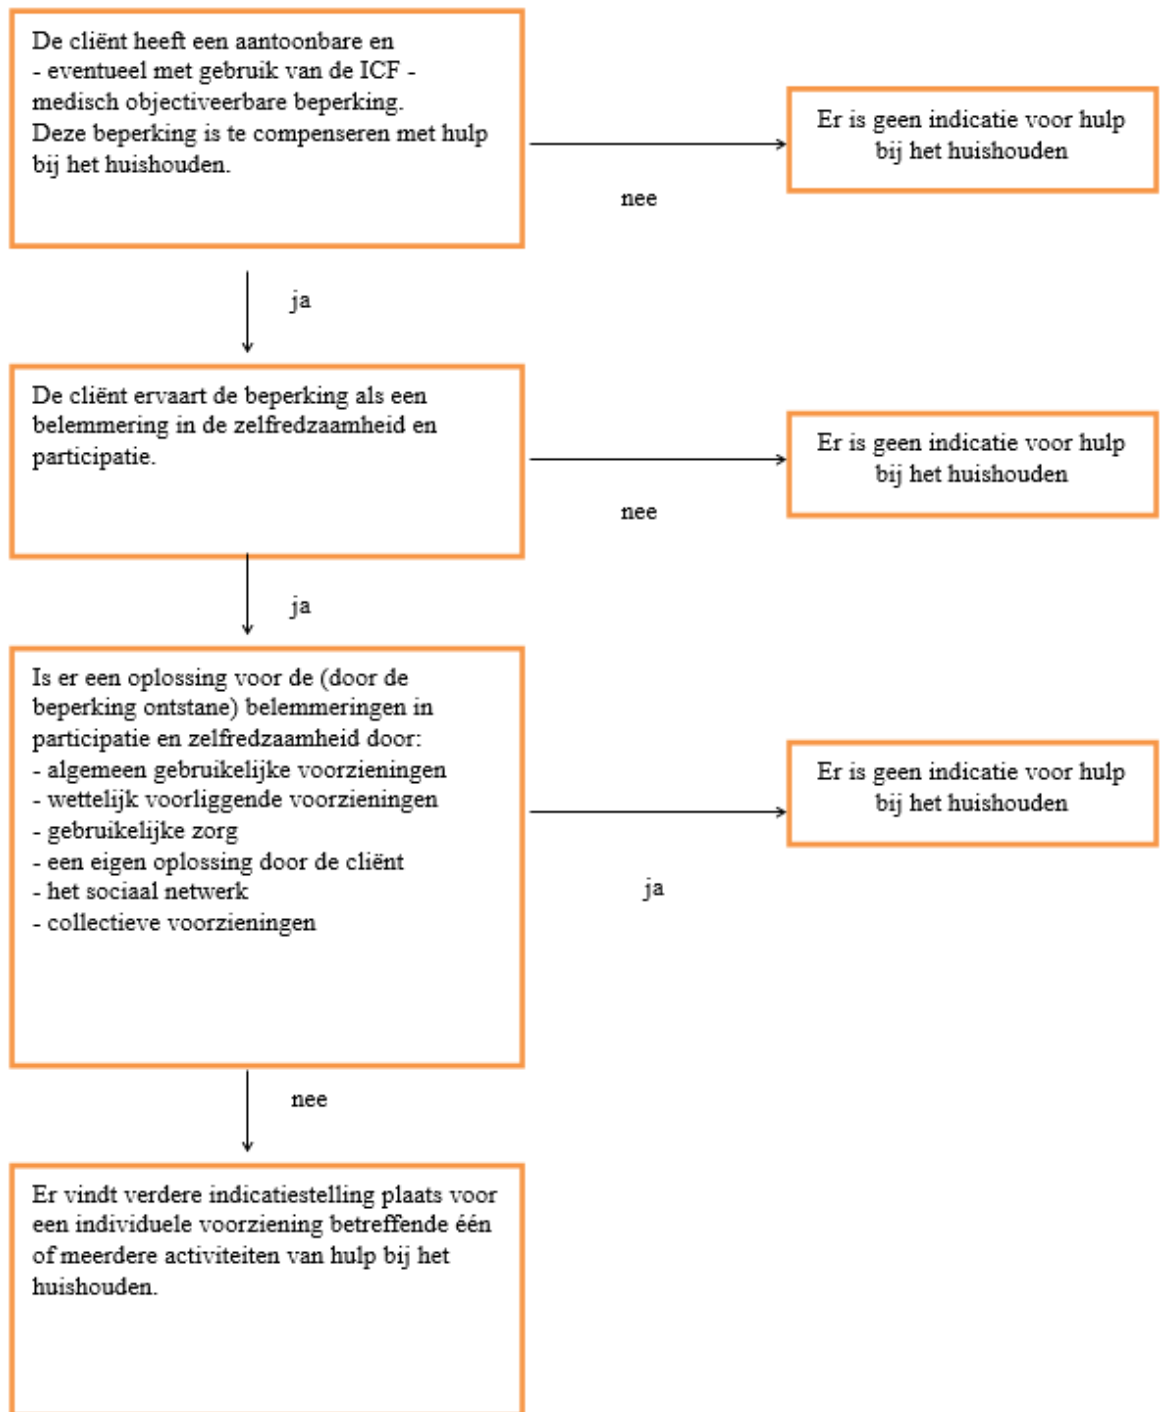 De cliënt heeft een aantoonbare en
- eventueel met gebruik van de ICF -
medisch objectiveerbare beperking.
Deze beperking is te compenseren met hulp
bij het huishouden.
Er is geen indicatie voor hulp
bij het huishouden
nee
ja
De cliënt ervaart de beperking als een
belemmering in de zelfredzaamheid en
participatie.
Er is geen indicatie voor hulp
bij het huishouden
nee
ja
Is er een oplossing voor de (door de
beperking ontstane) belemmeringen in
participatie en zelfredzaamheid door:
- algemeen gebruikelijke voorzieningen
- wettelijk voorliggende voorzieningen
- gebruikelijke zorg
- een eigen oplossing door de cliënt
- het sociaal netwerk
- collectieve voorzieningen
Er is geen indicatie voor hulp
bij het huishouden
ja
nee
Er vindt verdere indicatiestelling plaats voor
een individuele voorziening betreffende één
of meerdere activiteiten van hulp bij het
huishouden.